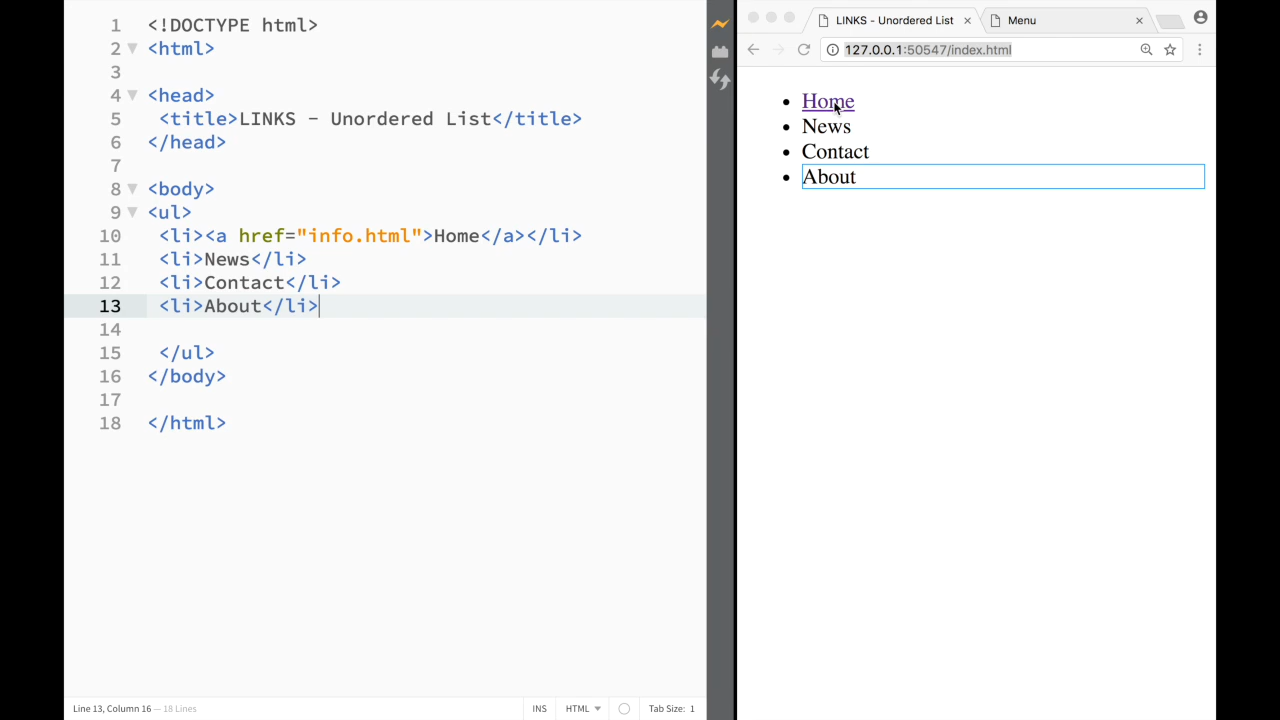 1 <!DOCTYPE html>
2 <html>
3
4 <head>
5 <title>LINKS - Unordered List</title>
6 </head>
7
8 <body>
9 <ul>
10 <li><a href="info.html">Home</a></li>
11 <li>News</li>
12 <li>Contact</li>
13 <li>About</li>
14
15 </ul>
16 </body>
17
18 </html>
Line 13, Column 16 — 18 Lines
INS
HTML
Tab Size: 1
LINKS - Unordered List
Menu
127.0.0.1:50547/index.html
Home
News
Contact
About